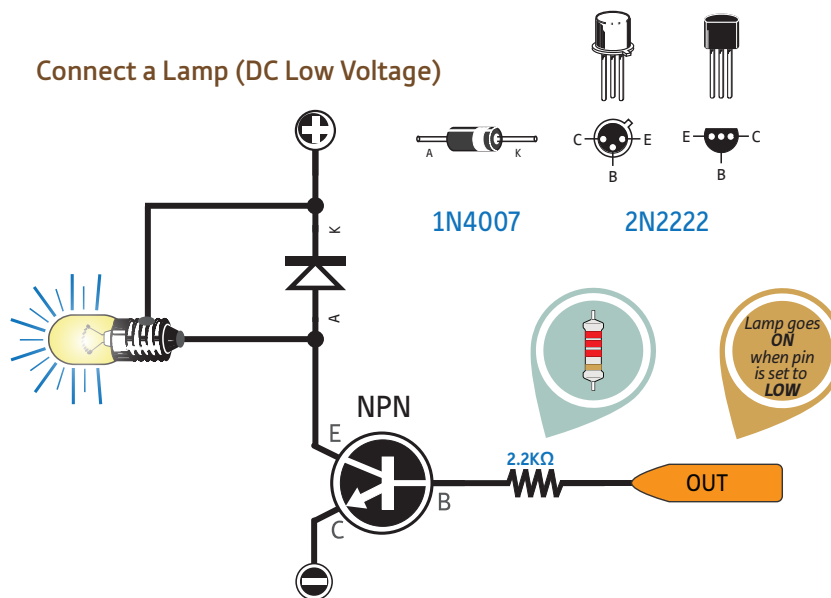 Connect a Lamp (DC Low Voltage)
A
K
C
E
B
E
C
B
1N4007
2N2222
K
A
Lamp goes
ON
when pin
is set to
LOW
NPN
E
2.2KΩ
OUT
B
C